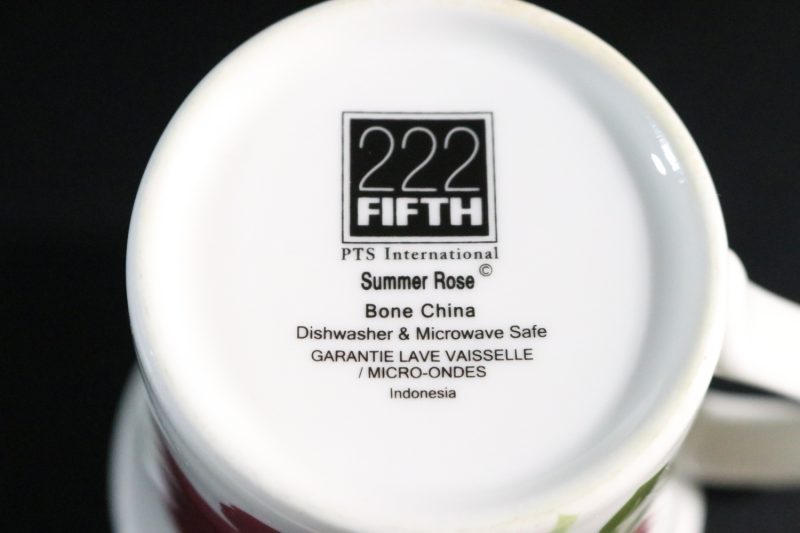 222
FIFTH
PTS International
Summer Rose ©
Bone China
Dishwasher & Microwave Safe
GARANTIE LAVE VAISSELLE
/ MICRO-ONDES
Indonesia